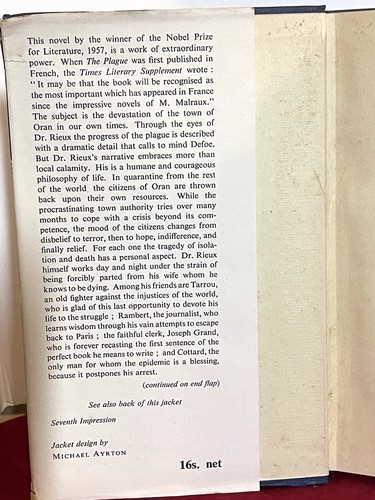 This novel by the winner of the Nobel Prize
for Literature, 1957, is a work of extraordinary
power. When The Plague was first published in
French, the Times Literary Supplement wrote :
"It may be that the book will be recognised as
the most important which has appeared in France
since the impressive novels of M. Malraux."
The subject is the devastation of the town of
Oran in our own times. Through the eyes of
Dr. Rieux the progress of the plague is described
with a dramatic detail that calls to mind Defoe.
But Dr. Rieux's narrative embraces more than
local calamity. His is a humane and courageous
philosophy of life. In quarantine from the rest
of the world, the citizens of Oran are thrown
back upon their own resources. While the
procrastinating town authority tries over many
months to cope with a crisis beyond its com-
petence, the mood of the citizens changes from
disbelief to terror, then to hope, indifference, and
finally relief. For each one the tragedy of isola-
tion and death has a personal aspect. Dr. Rieux
himself works day and night under the strain of
being forcibly parted from his wife whom he
knows to be dying. Among his friends are Tarrou,
an old fighter against the injustices of the world,
who is glad of this last opportunity to devote his
life to the struggle ; Rambert, the journalist, who
learns wisdom through his vain attempts to escape
back to Paris ; the faithful clerk, Joseph Grand,
who is forever recasting the first sentence of the
perfect book he means to write ; and Cottard, the
only man for whom the epidemic is a blessing,
because it postpones his arrest.
(continued on end flap)
See also back of this jacket
Seventh Impression
Jacket design by
MICHAEL AYRTON
16s. net